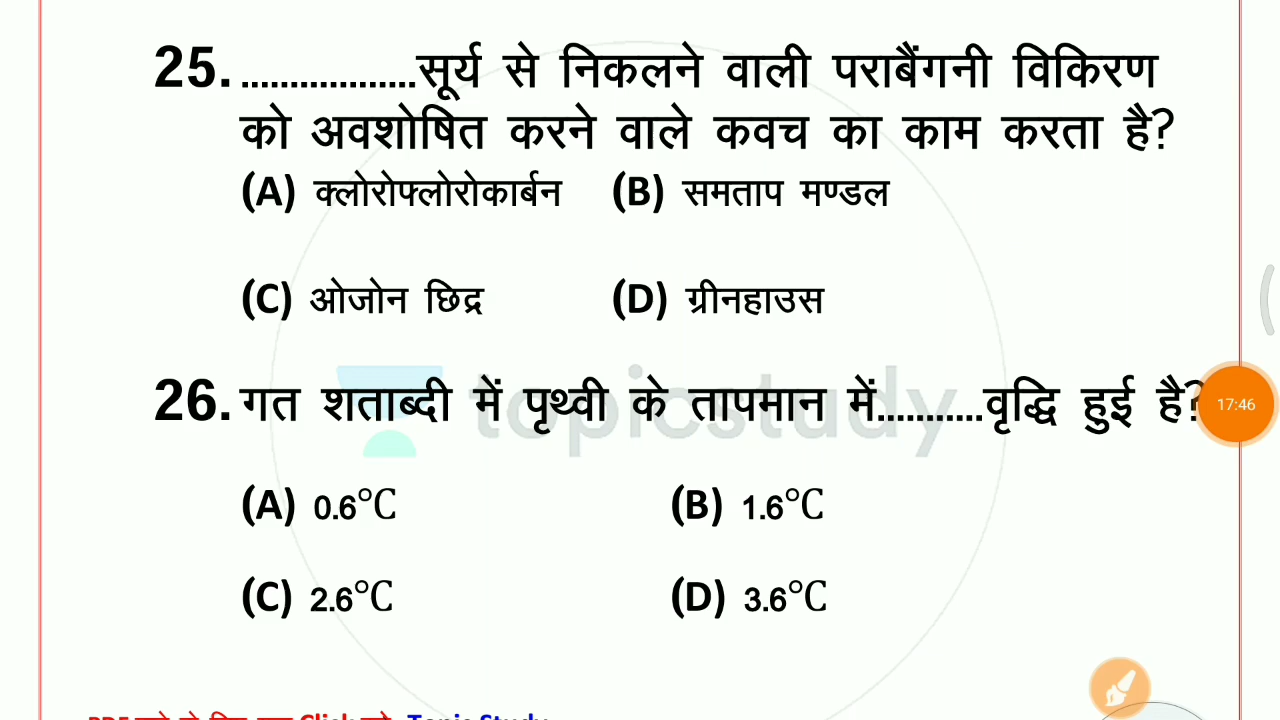 25. ..................सूर्य से निकलने वाली पराबैंगनी विकिरण
को अवशोषित करने वाले कवच का काम करता है?
(A) क्लोरोफ्लोरोकार्बन (B) समताप मण्डल
(C) ओजोन छिद्र (D) ग्रीनहाउस
topicstudy
26. गत शताब्दी में पृथ्वी के तापमान में...........वृद्धि हुई है?
17:46
(A) 0.6°C (B) 1.6°C
(C) 2.6°C (D) 3.6°C